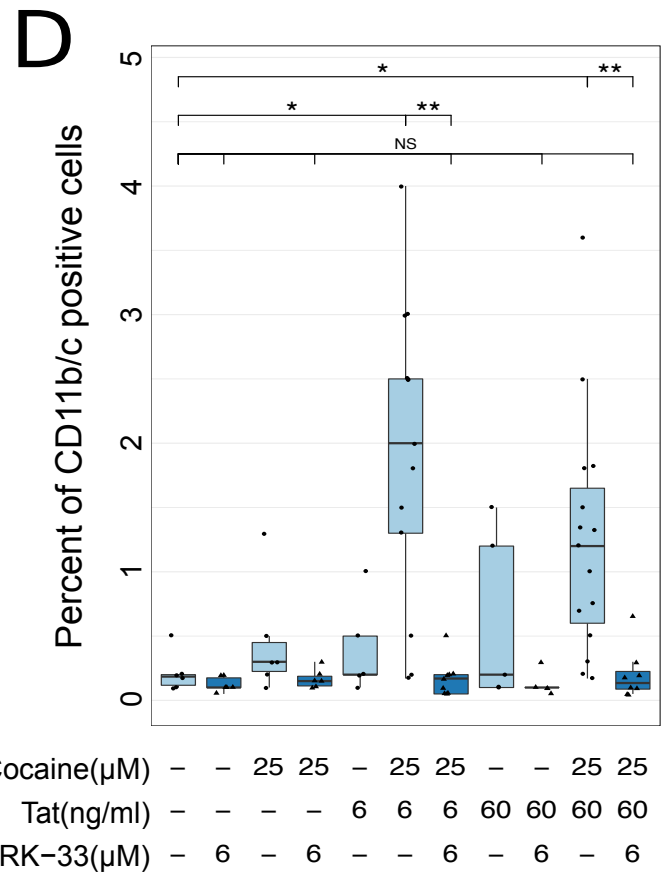 D
Percent of CD11b/c positive cells
5
4
3
2
1
0
* **
* **
NS
Cocaine(µM) – – 25 25 – 25 25 – – 25 25
Tat(ng/ml) – – – – 6 6 6 60 60 60 60
RK−33(µM) – 6 – 6 – – 6 – 6 – 6